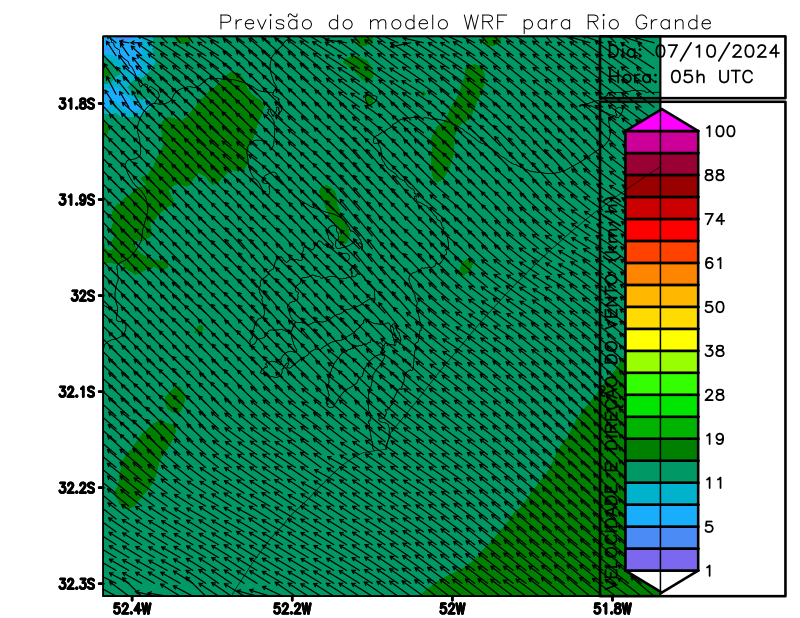 Previsão do modelo WRF para Rio Grande
Dia: 07/10/2024
Hora: 05h UTC
31.8S
31.9S
32S
32.1S
32.2S
32.3S
52.4W
52.2W
52W
51.8W
VELOCIDADE E DIREÇÃO DO VENTO (km/h)
100
88
74
61
50
38
28
19
11
5
1